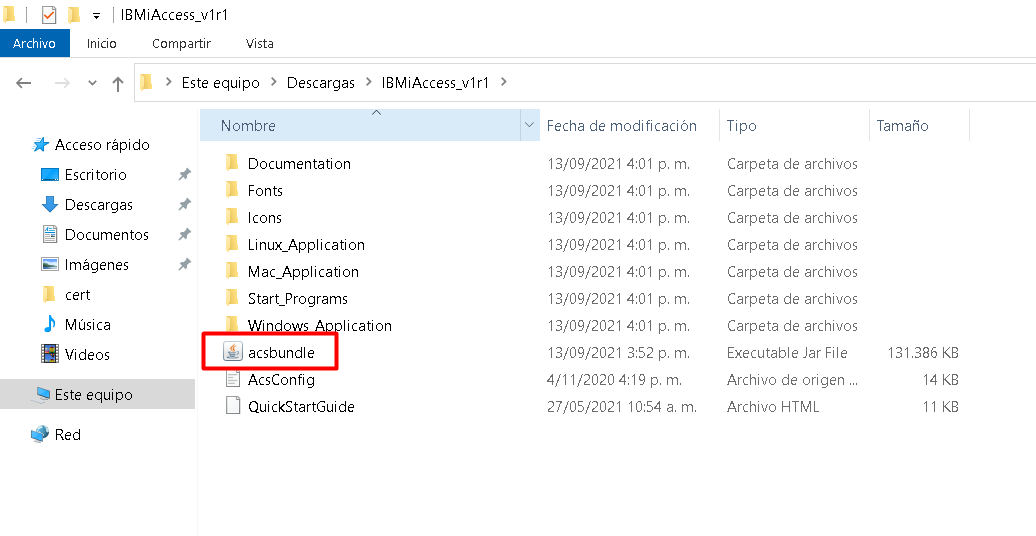 IBMiAccess_v1r1
Archivo Inicio Compartir Vista
Este equipo > Descargas > IBMiAccess_v1r1 >
Nombre Fecha de modificación Tipo Tamaño
Acceso rápido
Escritorio
Descargas
Documentos
Imágenes
cert
Música
Videos
Este equipo
Red
Documentation 13/09/2021 4:01 p. m. Carpeta de archivos
Fonts 13/09/2021 4:01 p. m. Carpeta de archivos
Icons 13/09/2021 4:01 p. m. Carpeta de archivos
Linux_Application 13/09/2021 4:01 p. m. Carpeta de archivos
Mac_Application 13/09/2021 4:01 p. m. Carpeta de archivos
Start_Programs 13/09/2021 4:01 p. m. Carpeta de archivos
Windows_Application 13/09/2021 4:01 p. m. Carpeta de archivos
acsbundle 13/09/2021 3:52 p. m. Executable Jar File 131.386 KB
AcsConfig 4/11/2020 4:19 p. m. Archivo de origen ... 14 KB
QuickStartGuide 27/05/2021 10:54 a. m. Archivo HTML 11 KB